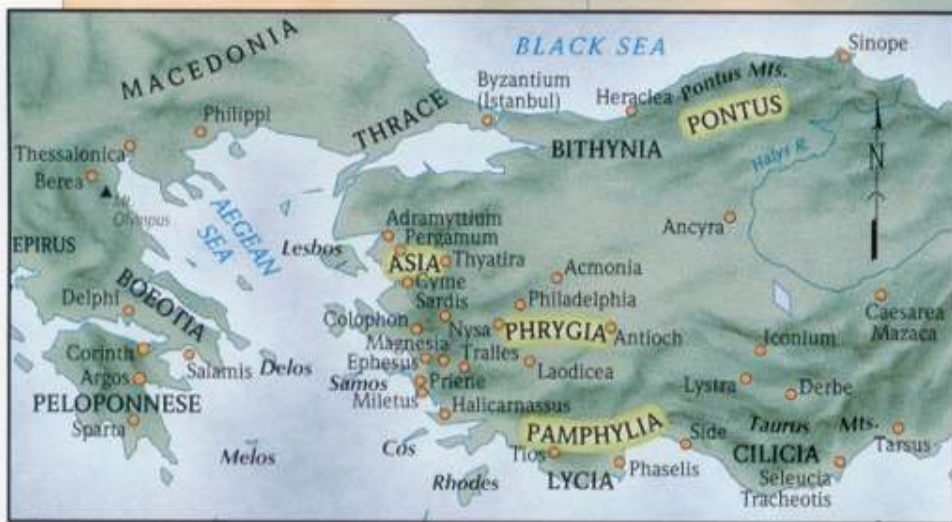 BLACK SEA
Sinope
MACEDONIA
Byzantium
(Istanbul)
Heraclea
Pontus Mts.
PONTUS
THRACE
Philippi
BITHYNIA
Halys R.
N
Thessalonica
Berea
Mt.
Olympus
AEGEAN
SEA
Ancyra
EPIRUS
Lesbos
Adramyttium
Pergamum
ASIA
Thyatira
Acmonia
Cyme
Sardis
Philadelphia
Caesarea
Mazaca
Delphi
BOEOTIA
Colophon
Nysa
PHRYGIA
Antioch
Iconium
Magnesia
Corinth
Salamis
Delos
Ephesus
Tralles
Laodicea
Argos
Samos
Priene
Lystra
Derbe
PELOPONNESE
Miletus
Halicarnassus
Sparta
PAMPHYLIA
Side
Taurus Mts.
Tarsus
Melos
Cos
Tios
CILICIA
Rhodes
LYCIA
Phaselis
Seleucia
Tracheotis